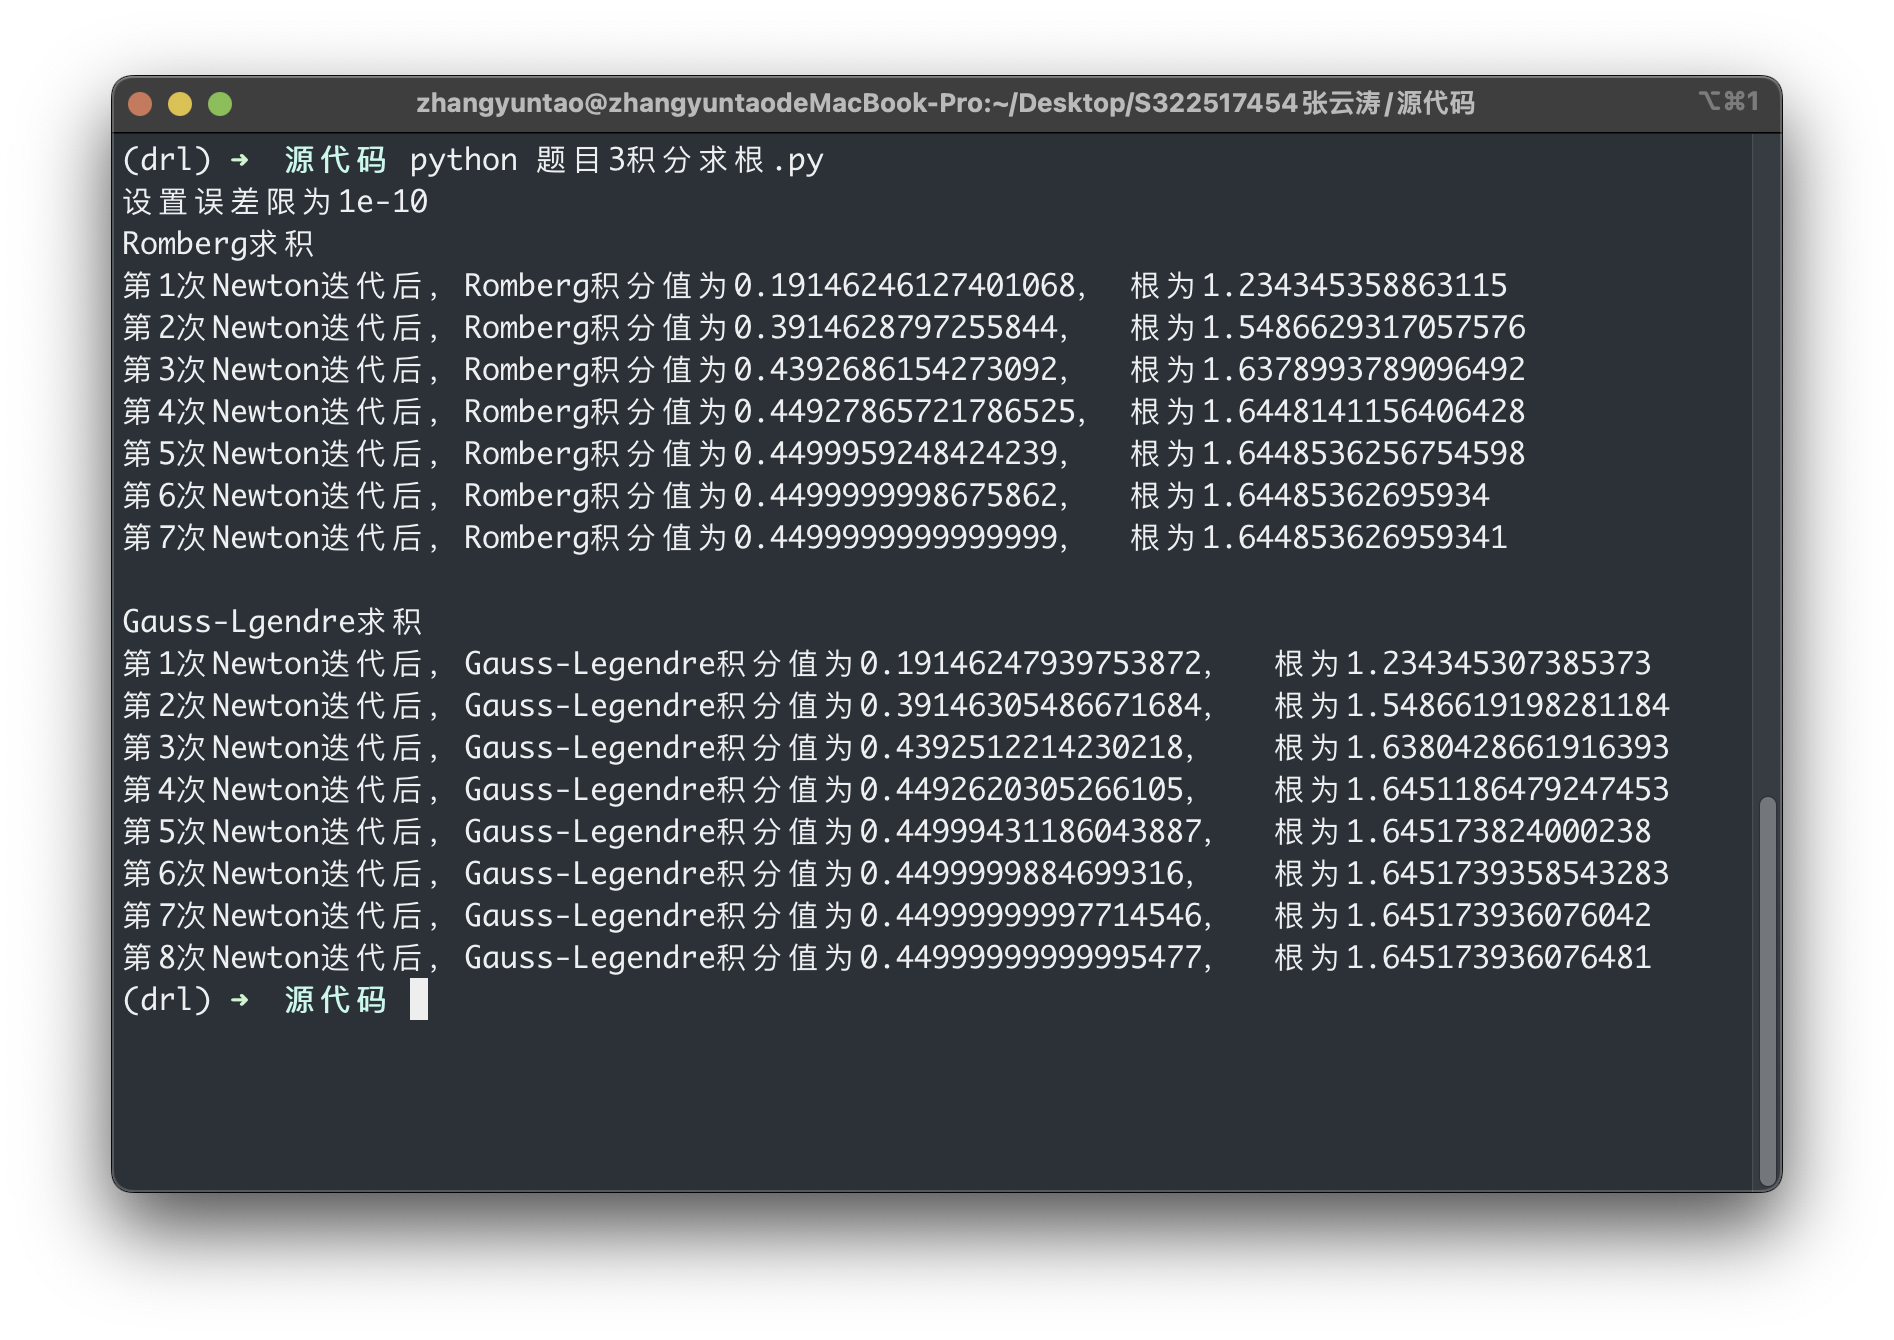 zhangyuntao@zhangyuntaodeMacBook-Pro:~/Desktop/S322517454张云涛/源代码 ⌥⌘1
(drl) ➜ 源代码 python 题目3积分求根.py
设置误差限为1e-10
Romberg求积
第1次Newton迭代后, Romberg积分值为0.19146246127401068, 根为1.234345358863115
第2次Newton迭代后, Romberg积分值为0.3914628797255844, 根为1.5486629317057576
第3次Newton迭代后, Romberg积分值为0.4392686154273092, 根为1.6378993789096492
第4次Newton迭代后, Romberg积分值为0.44927865721786525, 根为1.6448141156406428
第5次Newton迭代后, Romberg积分值为0.4499959248424239, 根为1.6448536256754598
第6次Newton迭代后, Romberg积分值为0.4499999998675862, 根为1.64485362695934
第7次Newton迭代后, Romberg积分值为0.4499999999999999, 根为1.644853626959341
Gauss-Lgendre求积
第1次Newton迭代后, Gauss-Legendre积分值为0.19146247939753872, 根为1.234345307385373
第2次Newton迭代后, Gauss-Legendre积分值为0.39146305486671684, 根为1.5486619198281184
第3次Newton迭代后, Gauss-Legendre积分值为0.4392512214230218, 根为1.6380428661916393
第4次Newton迭代后, Gauss-Legendre积分值为0.4492620305266105, 根为1.6451186479247453
第5次Newton迭代后, Gauss-Legendre积分值为0.44999431186043887, 根为1.645173824000238
第6次Newton迭代后, Gauss-Legendre积分值为0.4499999884699316, 根为1.6451739358543283
第7次Newton迭代后, Gauss-Legendre积分值为0.44999999997714546, 根为1.645173936076042
第8次Newton迭代后, Gauss-Legendre积分值为0.44999999999995477, 根为1.645173936076481
(drl) ➜ 源代码